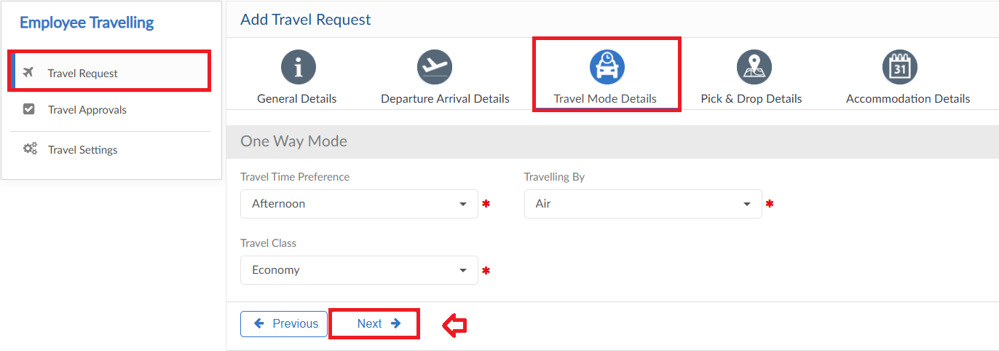 Employee Travelling
Travel Request
Travel Approvals
Travel Settings
Add Travel Request
General Details
Departure Arrival Details
Travel Mode Details
Pick & Drop Details
31
Accommodation Details
One Way Mode
Travel Time Preference
Travelling By
Afternoon
Air
Travel Class
Economy
Previous
Next